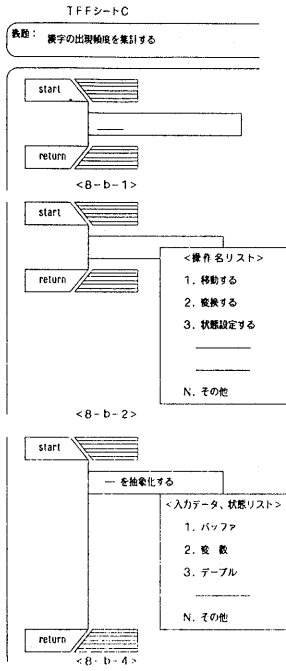 TFFシートC
表題: 漢字の出現頻度を集計する
start
return
<8-b-1>
start
return
<操作名リスト>
1. 移動する
2. 変換する
3. 状態設定する
N. その他
<8-b-2>
start
— を抽象化する
<入力データ、状態リスト>
1. バッファ
2. 変数
3. テーブル
N. その他
return
<8-b-4>